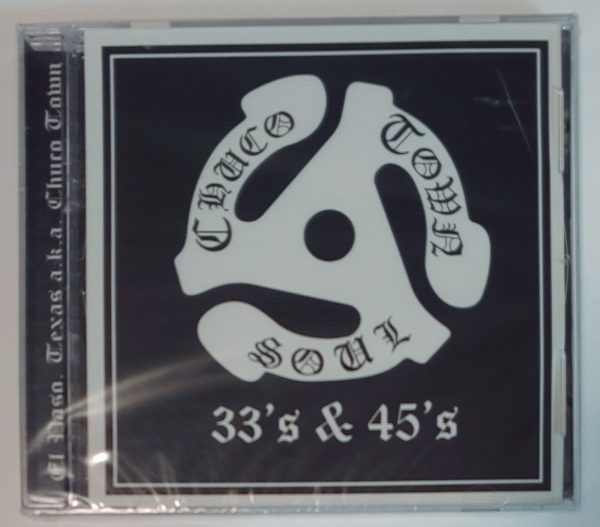 El Paso, Texas a.k.a. Chuco Town
CHUCO
TOWN
SOUL
33's & 45's